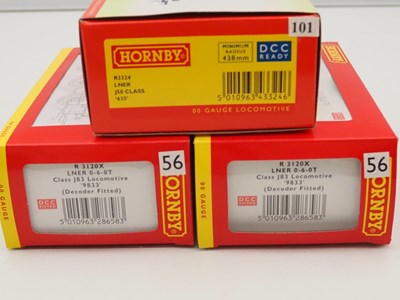 101
HORNBY
MINIMUM
RADIUS
438mm
DCC
READY
R3324
LNER
J50 CLASS
'635'
5 010963 433246
00 GAUGE LOCOMOTIVE
56
R 3120X
LNER 0-6-0T
Class J83 Locomotive
'9833'
(Decoder Fitted)
DCC
5 010963 286583
HORNBY
00 GAUGE
56
R 3120X
LNER 0-6-0T
Class J83 Locomotive
'9833'
(Decoder Fitted)
DCC
5 010963 286583
HORNBY
00 GAUGE